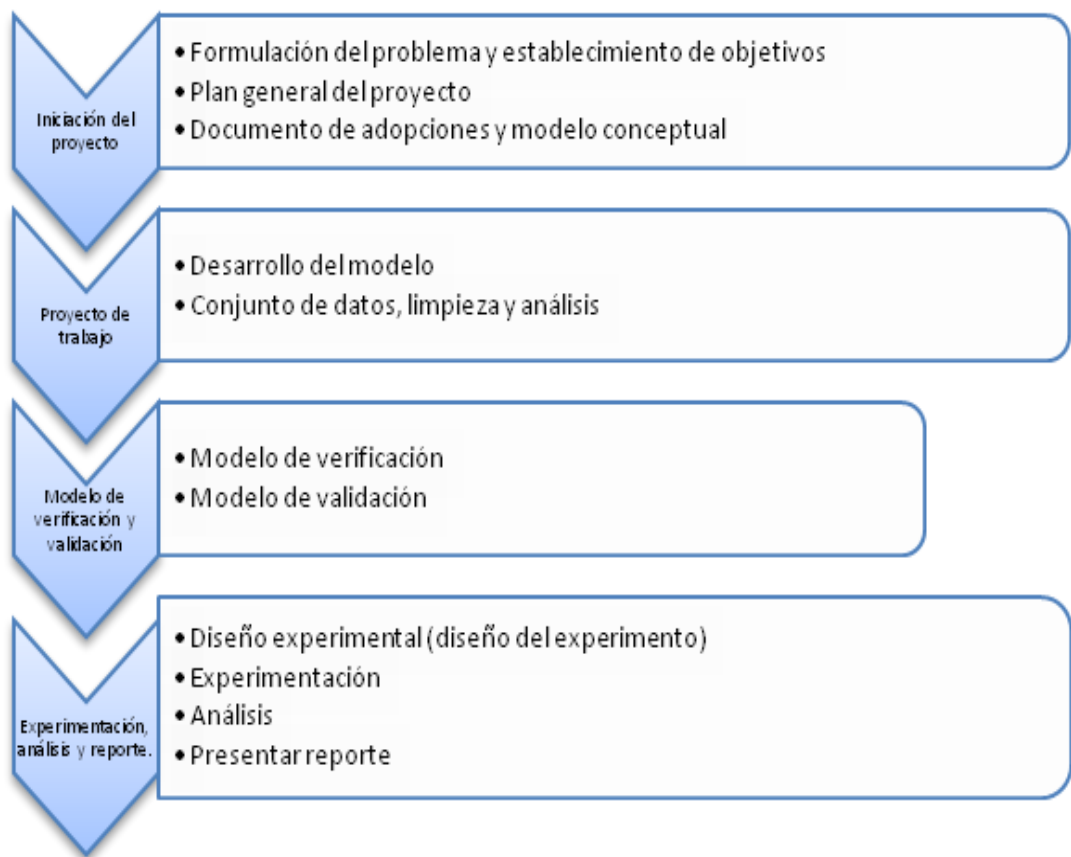 Iniciación del
proyecto
• Formulación del problema y establecimiento de objetivos
• Plan general del proyecto
• Documento de adopciones y modelo conceptual
Proyecto de
trabajo
• Desarrollo del modelo
• Conjunto de datos, limpieza y análisis
Modelo de
verificación y
validación
• Modelo de verificación
• Modelo de validación
Experimentación,
análisis y reporte.
• Diseño experimental (diseño del experimento)
• Experimentación
• Análisis
• Presentar reporte